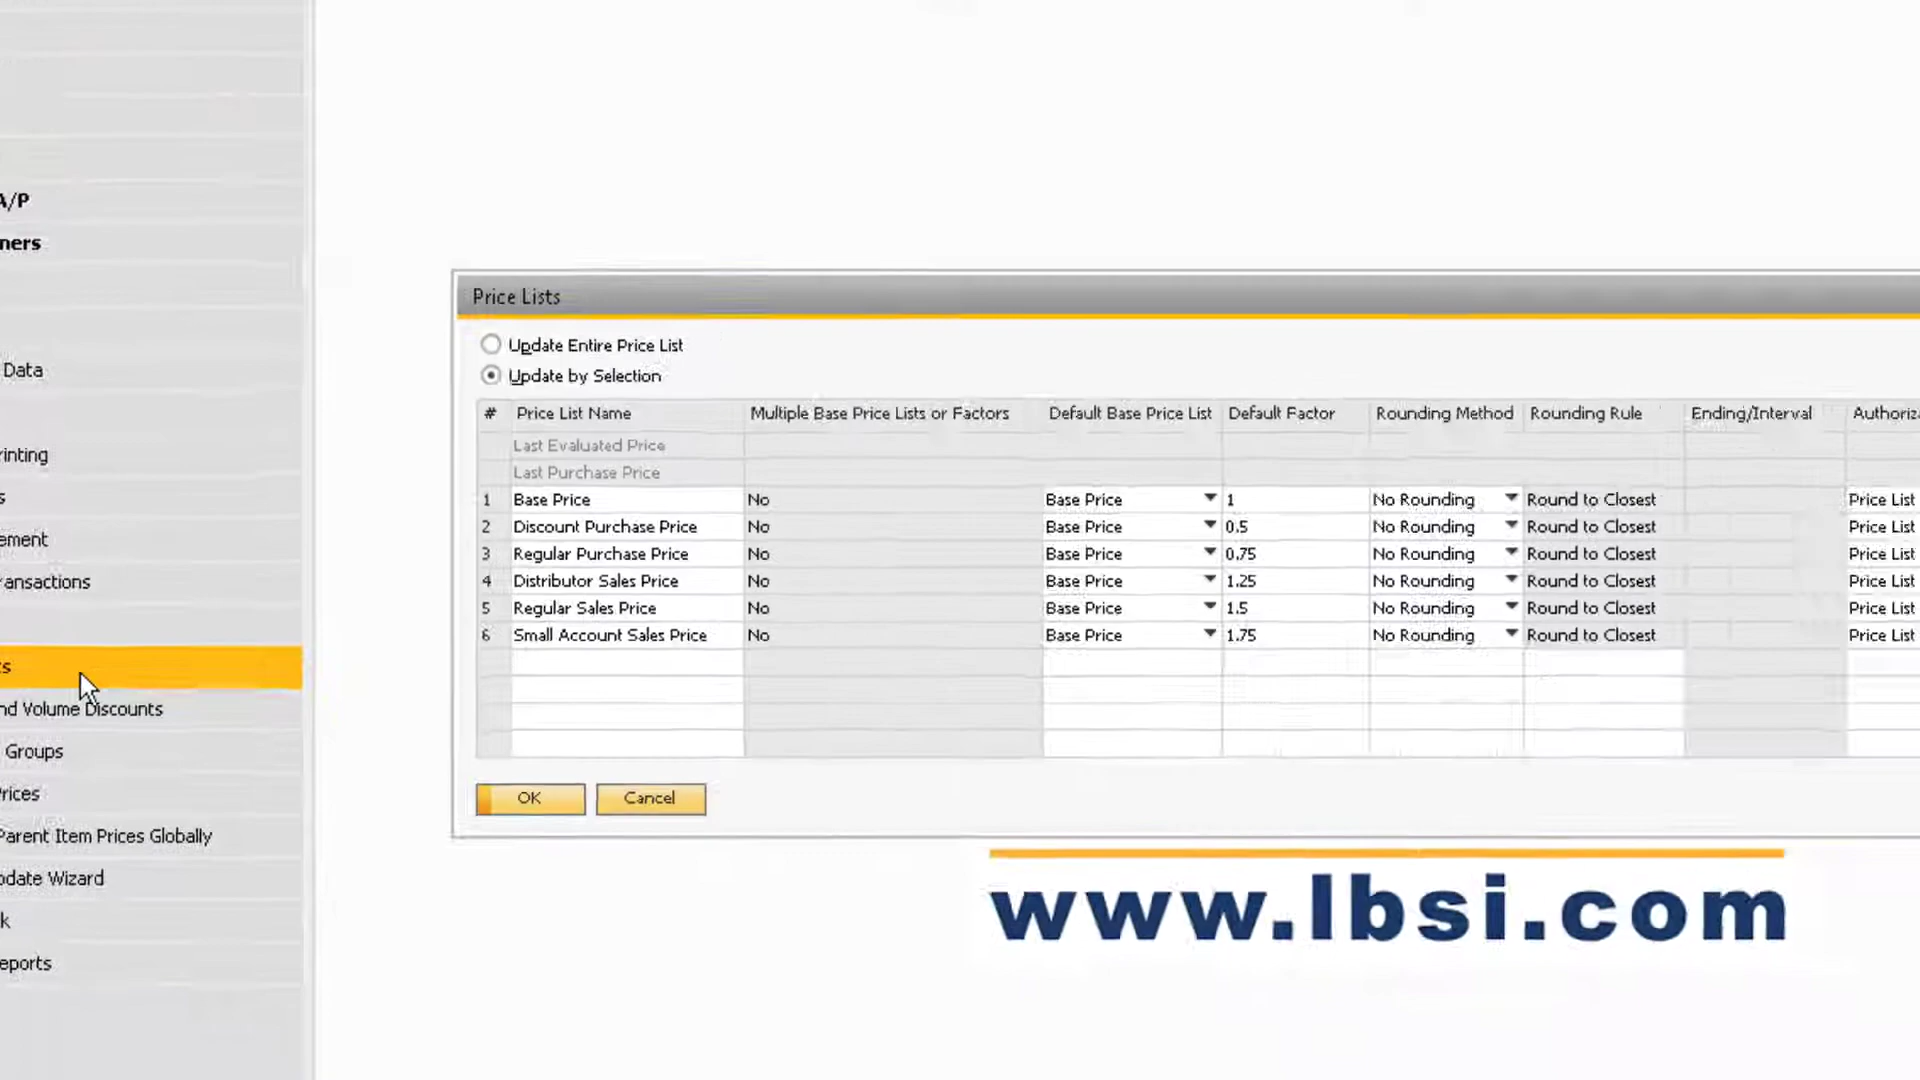 A/P
ners
Data
rinting
s
ement
ransactions
ts
nd Volume Discounts
Groups
Prices
Parent Item Prices Globally
pdate Wizard
k
eports
Price Lists
Update Entire Price List
Update by Selection
# Price List Name Multiple Base Price Lists or Factors Default Base Price List Default Factor Rounding Method Rounding Rule Ending/Interval Authoriza
Last Evaluated Price
Last Purchase Price
1 Base Price No Base Price 1 No Rounding Round to Closest Price List
2 Discount Purchase Price No Base Price 0.5 No Rounding Round to Closest Price List
3 Regular Purchase Price No Base Price 0.75 No Rounding Round to Closest Price List
4 Distributor Sales Price No Base Price 1.25 No Rounding Round to Closest Price List
5 Regular Sales Price No Base Price 1.5 No Rounding Round to Closest Price List
6 Small Account Sales Price No Base Price 1.75 No Rounding Round to Closest Price List
OK Cancel
www.lbsi.com